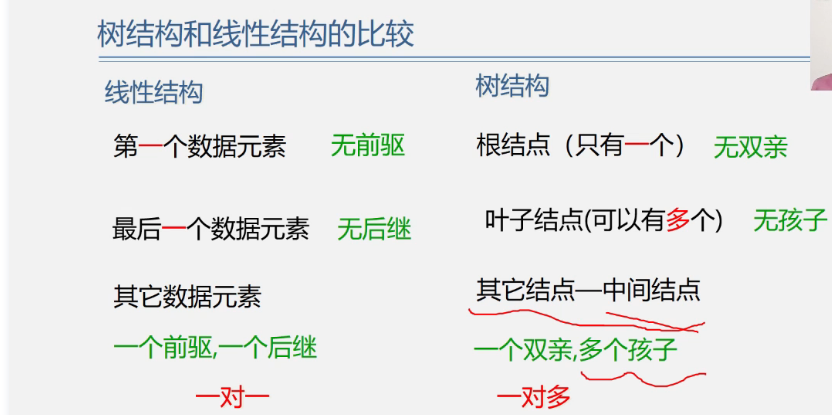 树结构和线性结构的比较
线性结构
第一个数据元素 无前驱
最后一个数据元素 无后继
其它数据元素
一个前驱,一个后继
一对一
树结构
根结点（只有一个） 无双亲
叶子结点(可以有多个) 无孩子
其它结点—中间结点
一个双亲,多个孩子
一对多